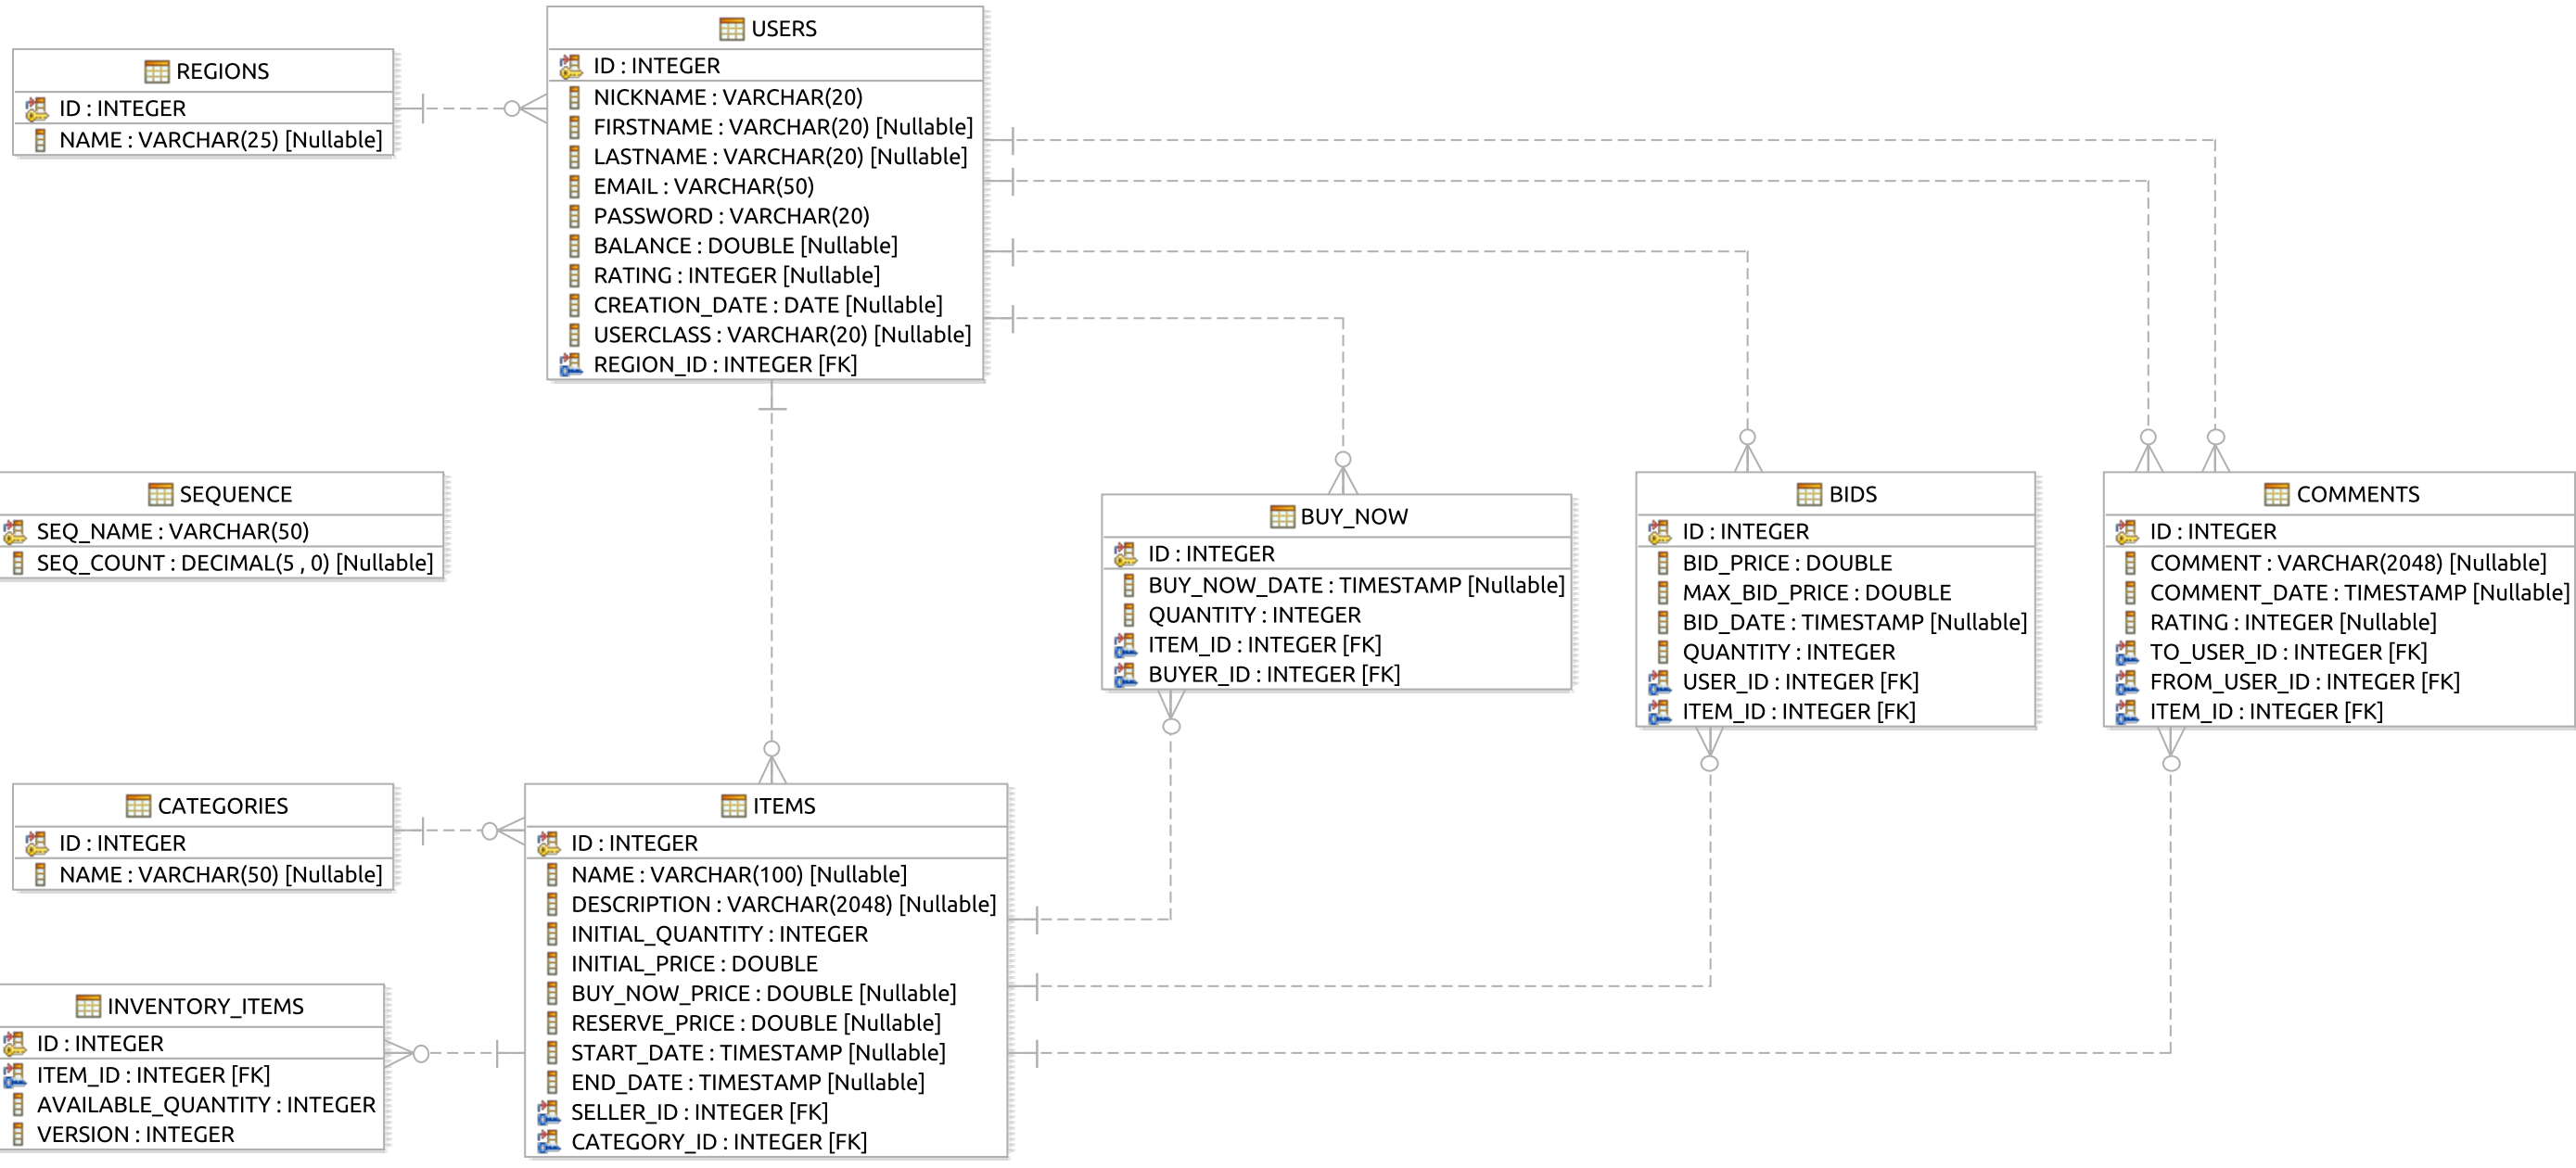 REGIONS
ID : INTEGER
NAME : VARCHAR(25) [Nullable]
USERS
ID : INTEGER
NICKNAME : VARCHAR(20)
FIRSTNAME : VARCHAR(20) [Nullable]
LASTNAME : VARCHAR(20) [Nullable]
EMAIL : VARCHAR(50)
PASSWORD : VARCHAR(20)
BALANCE : DOUBLE [Nullable]
RATING : INTEGER [Nullable]
CREATION_DATE : DATE [Nullable]
USERCLASS : VARCHAR(20) [Nullable]
REGION_ID : INTEGER [FK]
SEQUENCE
SEQ_NAME : VARCHAR(50)
SEQ_COUNT : DECIMAL(5 , 0) [Nullable]
BUY_NOW
ID : INTEGER
BUY_NOW_DATE : TIMESTAMP [Nullable]
QUANTITY : INTEGER
ITEM_ID : INTEGER [FK]
BUYER_ID : INTEGER [FK]
BIDS
ID : INTEGER
BID_PRICE : DOUBLE
MAX_BID_PRICE : DOUBLE
BID_DATE : TIMESTAMP [Nullable]
QUANTITY : INTEGER
USER_ID : INTEGER [FK]
ITEM_ID : INTEGER [FK]
COMMENTS
ID : INTEGER
COMMENT : VARCHAR(2048) [Nullable]
COMMENT_DATE : TIMESTAMP [Nullable]
RATING : INTEGER [Nullable]
TO_USER_ID : INTEGER [FK]
FROM_USER_ID : INTEGER [FK]
ITEM_ID : INTEGER [FK]
CATEGORIES
ID : INTEGER
NAME : VARCHAR(50) [Nullable]
ITEMS
ID : INTEGER
NAME : VARCHAR(100) [Nullable]
DESCRIPTION : VARCHAR(2048) [Nullable]
INITIAL_QUANTITY : INTEGER
INITIAL_PRICE : DOUBLE
BUY_NOW_PRICE : DOUBLE [Nullable]
RESERVE_PRICE : DOUBLE [Nullable]
START_DATE : TIMESTAMP [Nullable]
END_DATE : TIMESTAMP [Nullable]
SELLER_ID : INTEGER [FK]
CATEGORY_ID : INTEGER [FK]
INVENTORY_ITEMS
ID : INTEGER
ITEM_ID : INTEGER [FK]
AVAILABLE_QUANTITY : INTEGER
VERSION : INTEGER